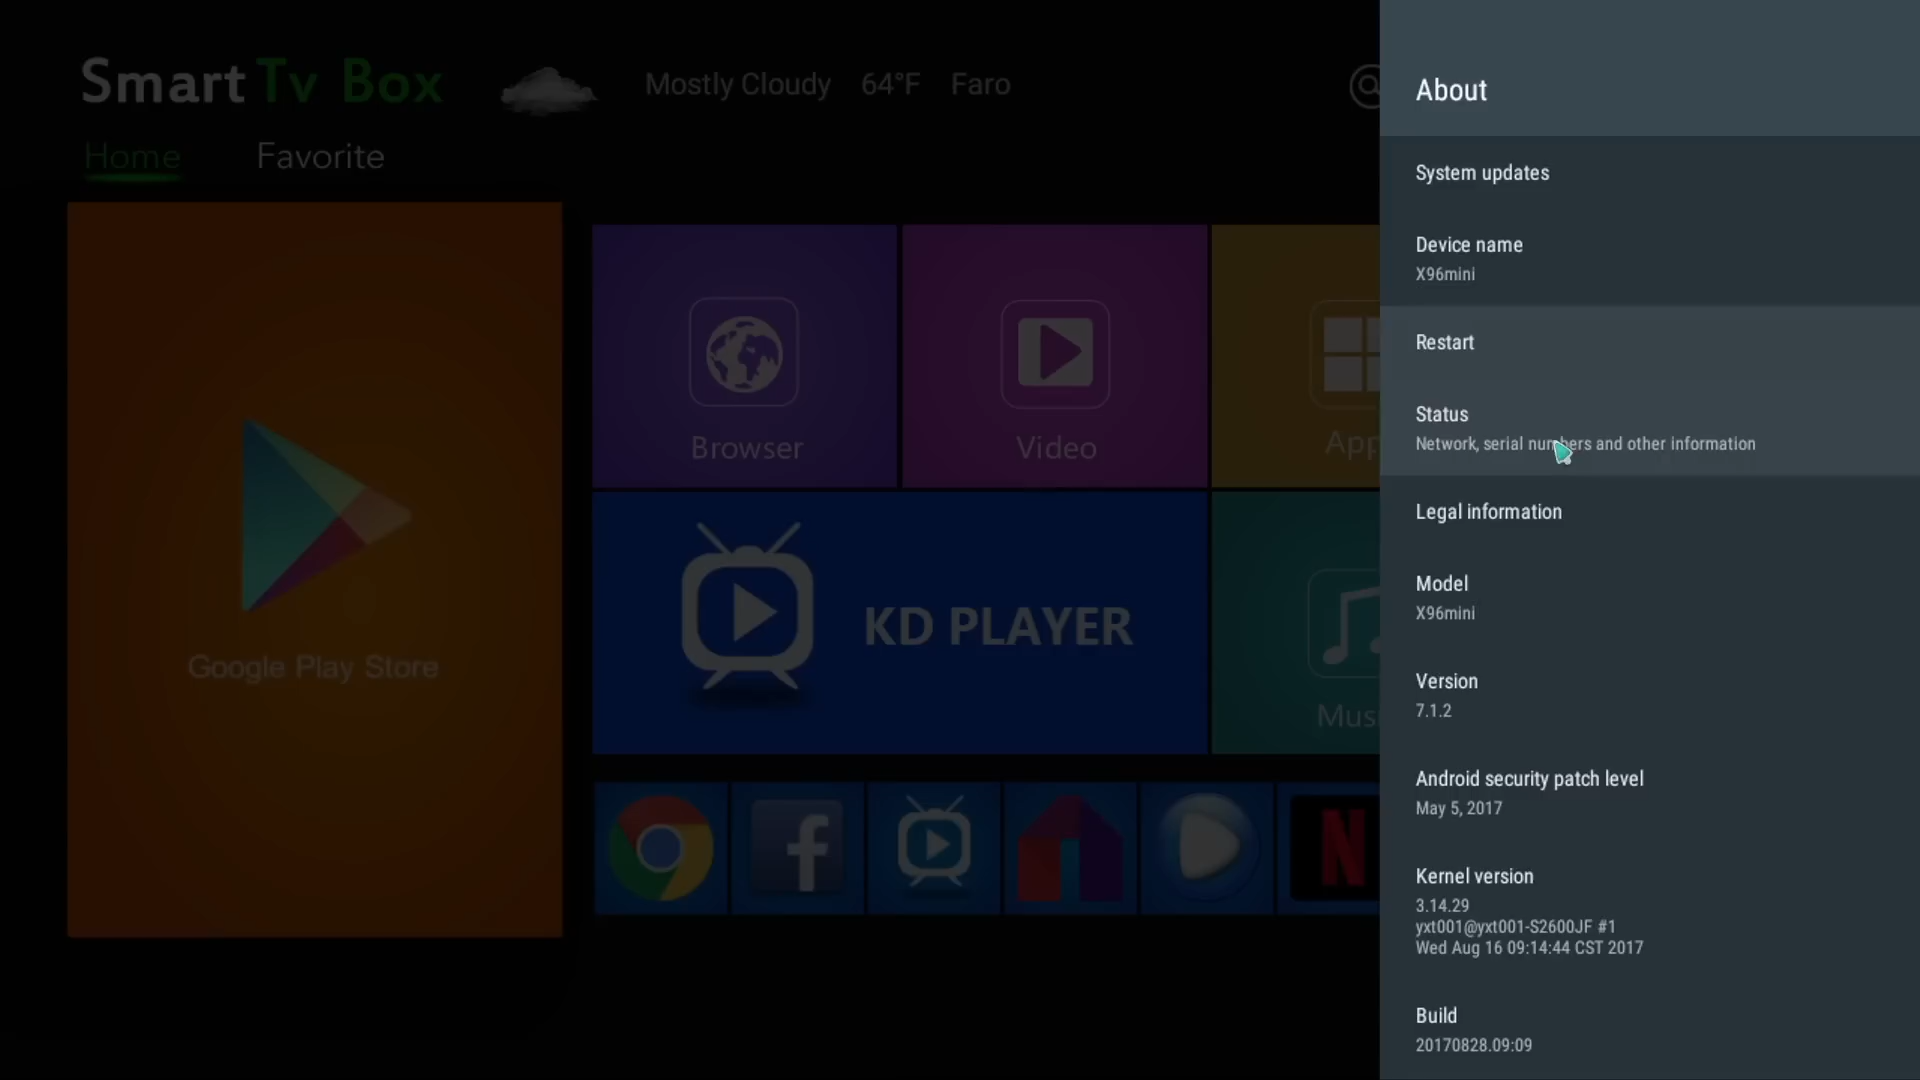 Smart Tv Box
Mostly Cloudy 64°F Faro
Home Favorite
Google Play Store
Browser
Video
App
KD PLAYER
Musi
About
System updates
Device name
X96mini
Restart
Status
Network, serial numbers and other information
Legal information
Model
X96mini
Version
7.1.2
Android security patch level
May 5, 2017
Kernel version
3.14.29
yxt001@yxt001-S2600JF #1
Wed Aug 16 09:14:44 CST 2017
Build
20170828.09:09